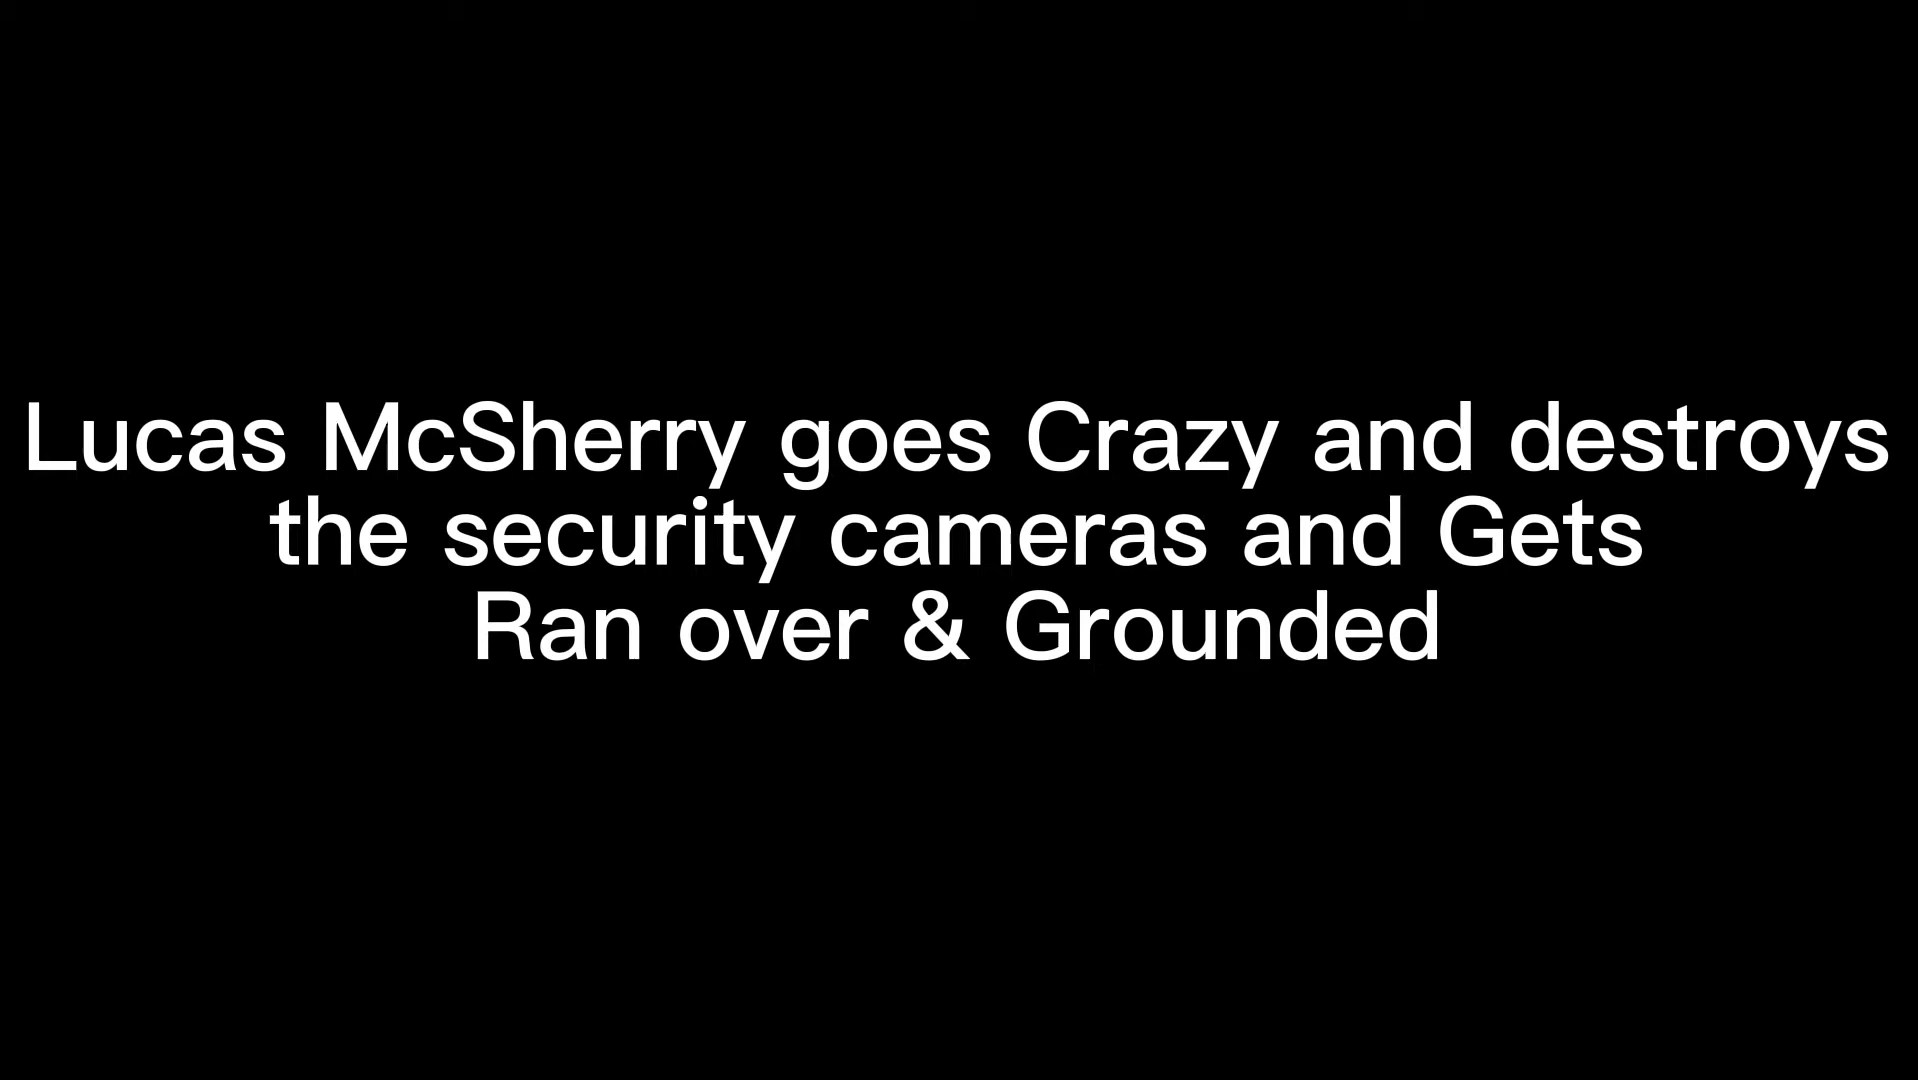 Lucas McSherry goes Crazy and destroys
the security cameras and Gets
Ran over & Grounded